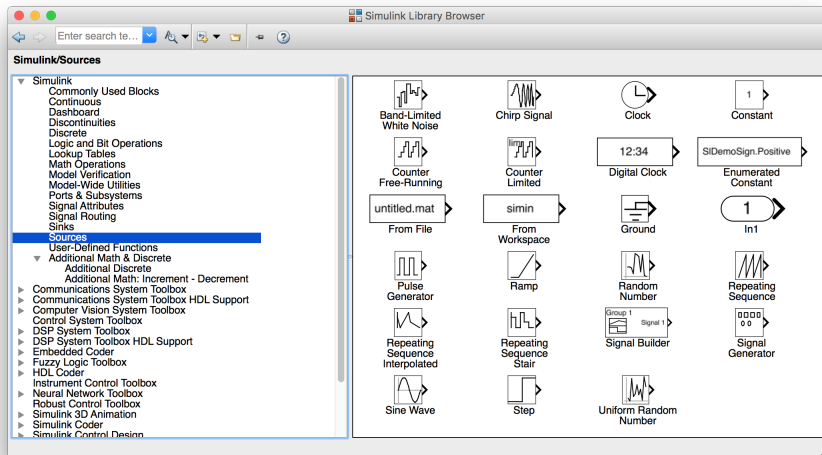 Simulink Library Browser
Enter search te...
Simulink/Sources
Simulink
Commonly Used Blocks
Continuous
Dashboard
Discontinuities
Discrete
Logic and Bit Operations
Lookup Tables
Math Operations
Model Verification
Model-Wide Utilities
Ports & Subsystems
Signal Attributes
Signal Routing
Sinks
Sources
User-Defined Functions
Additional Math & Discrete
Additional Discrete
Additional Math: Increment - Decrement
Communications System Toolbox
Communications System Toolbox HDL Support
Computer Vision System Toolbox
Control System Toolbox
DSP System Toolbox
DSP System Toolbox HDL Support
Embedded Coder
Fuzzy Logic Toolbox
HDL Coder
Instrument Control Toolbox
Neural Network Toolbox
Robust Control Toolbox
Simulink 3D Animation
Simulink Coder
Simulink Control Design
Band-Limited
White Noise
Chirp Signal
Clock
1
Constant
Counter
Free-Running
lim
Counter
Limited
12:34
Digital Clock
SlDemoSign.Positive
Enumerated
Constant
untitled.mat
From File
simin
From
Workspace
Ground
1
In1
Pulse
Generator
Ramp
Random
Number
Repeating
Sequence
Repeating
Sequence
Interpolated
Repeating
Sequence
Stair
Group 1
Signal 1
Signal Builder
Signal
Generator
Sine Wave
Step
Uniform Random
Number